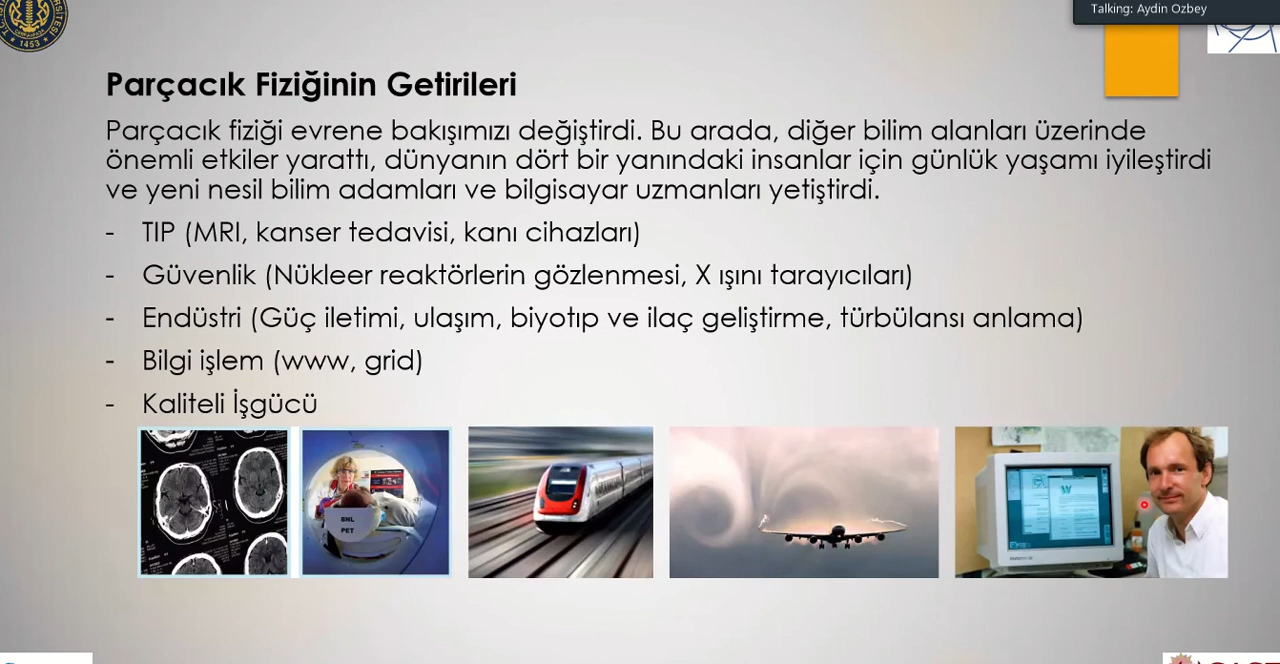 Talking: Aydin Ozbey
1453
Parçacık Fiziğinin Getirileri
Parçacık fiziği evrene bakışımızı değiştirdi. Bu arada, diğer bilim alanları üzerinde
önemli etkiler yarattı, dünyanın dört bir yanındaki insanlar için günlük yaşamı iyileştirdi
ve yeni nesil bilim adamları ve bilgisayar uzmanları yetiştirdi.
- TIP (MRI, kanser tedavisi, kanı cihazları)
- Güvenlik (Nükleer reaktörlerin gözlenmesi, X ışını tarayıcıları)
- Endüstri (Güç iletimi, ulaşım, biyotıp ve ilaç geliştirme, türbülansı anlama)
- Bilgi işlem (www, grid)
- Kaliteli İşgücü
BNL
PET